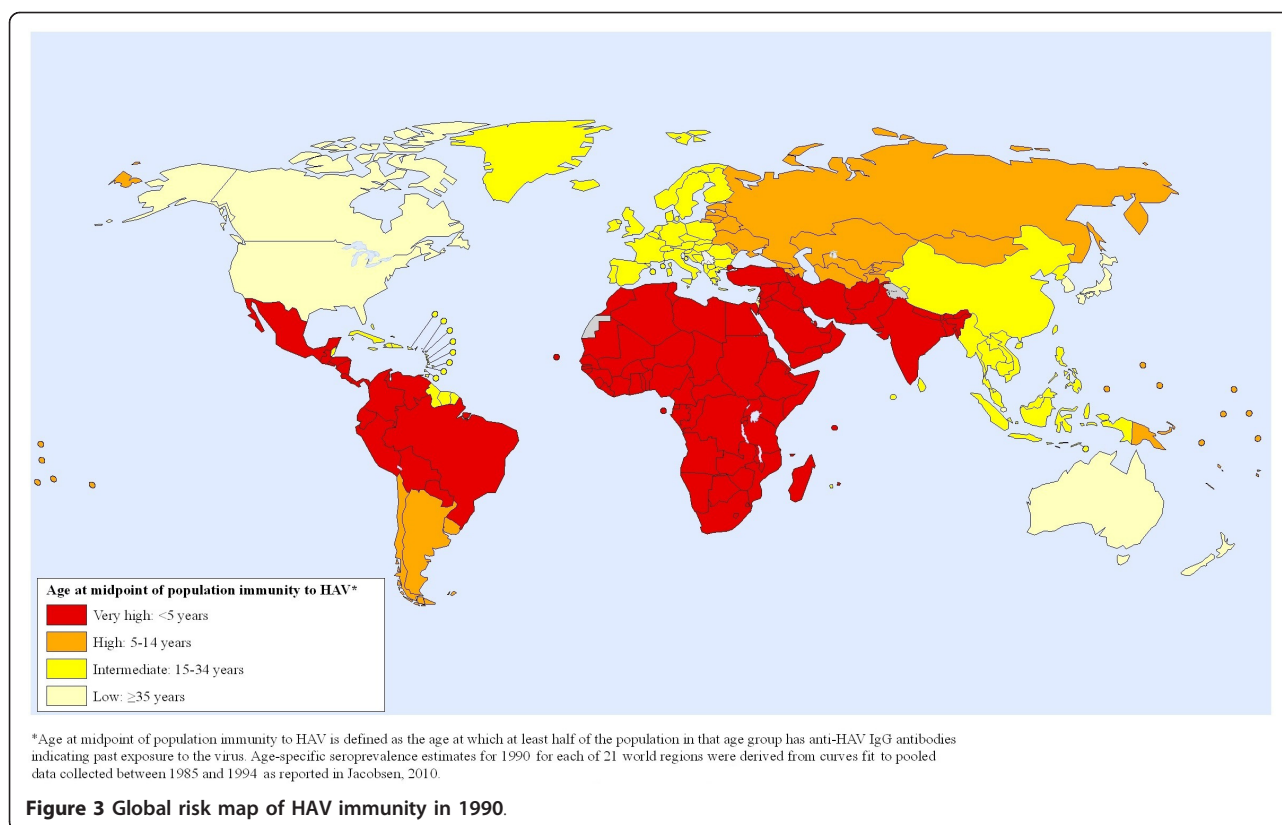 Age at midpoint of population immunity to HAV*
Very high: <5 years
High: 5-14 years
Intermediate: 15-34 years
Low: ≥35 years
*Age at midpoint of population immunity to HAV is defined as the age at which at least half of the population in that age group has anti-HAV IgG antibodies
indicating past exposure to the virus. Age-specific seroprevalence estimates for 1990 for each of 21 world regions were derived from curves fit to pooled
data collected between 1985 and 1994 as reported in Jacobsen, 2010.
Figure 3 Global risk map of HAV immunity in 1990.